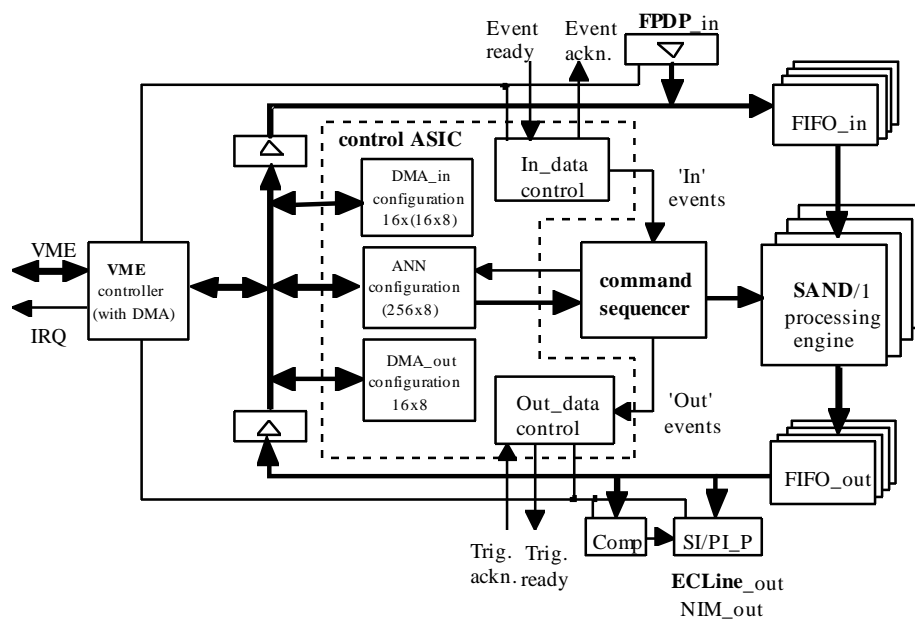 Event
ready
Event
ackn.
FPDP_in
FIFO_in
control ASIC
In_data
control
'In'
events
DMA_in
configuration
16x(16x8)
VME
IRQ
VME
controller
(with DMA)
ANN
configuration
(256x8)
command
sequencer
SAND/1
processing
engine
DMA_out
configuration
16x8
Out_data
control
'Out'
events
FIFO_out
Trig.
ackn.
Trig.
ready
Comp
SI/PI_P
ECLine_out
NIM_out